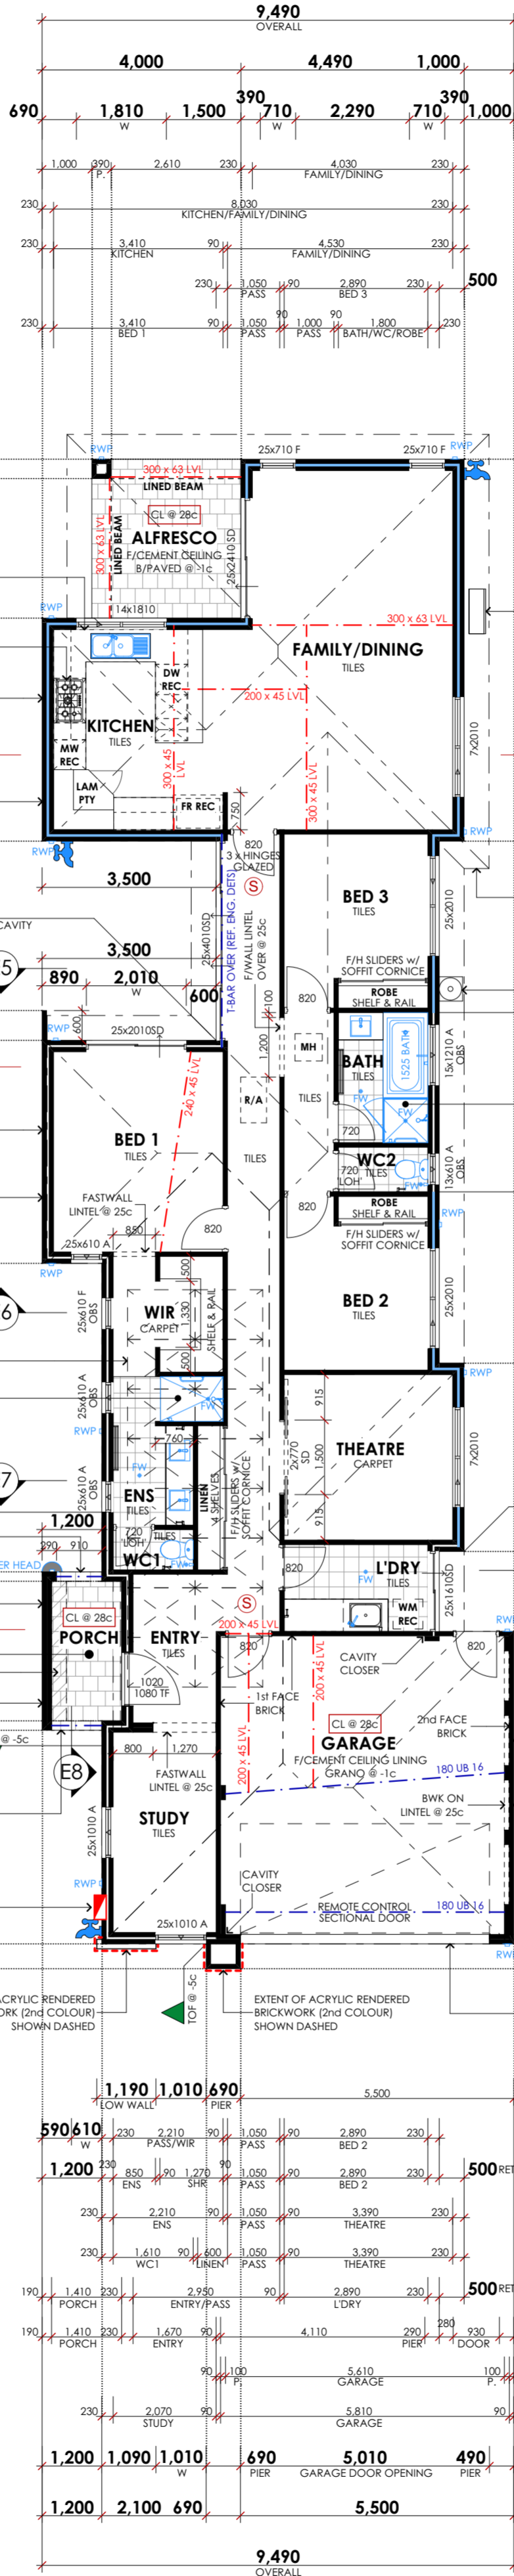 9,490
OVERALL
4,000 4,490 1,000
390 390
690 1,810 1,500 710 2,290 710 1,000
W W W
1,000 390 2,610 230 4,030 230
P. FAMILY/DINING
230 8,030 230
KITCHEN/FAMILY/DINING
230 3,410 90 4,530 230
KITCHEN FAMILY/DINING
230 1,050 90 2,890 230 500
PASS BED 3
90 90
230 3,410 90 1,050 1,000 1,800 230
BED 1 PASS PASS BATH/WC/ROBE
RWP RWP
25x710 F 25x710 F
300 x 63 LVL
LINED BEAM
CL @ 28c
ALFRESCO
F/CEMENT CEILING
B/PAVED @ -1c
300 x 63 LVL
LINED BEAM
25x2410 SD
14x1810
RWP
300 x 63 LVL
FAMILY/DINING
TILES
DW
REC
200 x 45 LVL
KITCHEN
TILES
MW
REC
LAM
PTY
300 x 45
LVL
FR REC
750
300 x 45 LVL
7x2010
RWP
RWP
820
3 x HINGES
GLAZED
S
3,500
BED 3
TILES
25x2010
25x4010SD
T-BAR OVER (REF. ENG. DETS)
F/WALL LINTEL
OVER @ 25c
CAVITY
5
3,500
890 2,010 600
W
F/H SLIDERS w/
SOFFIT CORNICE
ROBE
SHELF & RAIL
820
100
RWP
600
25x2010SD
1,200
MH
BATH
TILES
1525 BATH
15x1210 A
OBS
240 x 45 LVL
R/A
TILES
FW
FW
720
BED 1
TILES
TILES
WC2
TILES
720
'LOH'
FW
13x610 A
OBS
FASTWALL
LINTEL @ 25c
850
820
820
ROBE
SHELF & RAIL
RWP
F/H SLIDERS w/
SOFFIT CORNICE
25x610 A
RWP
500
6
25x610 F
OBS
WIR
CARPET
1,330
SHELF & RAIL
BED 2
TILES
25x2010
500
RWP
25x610 A
OBS
FW
915
RWP
760
2x770
SD
1,500
THEATRE
CARPET
7x2010
7
FW
25x610 A
OBS
ENS
TILES
LINEN
4 SHELVES
F/H SLIDERS w/
SOFFIT CORNICE
915
1,200
290 910
720
'LOH'
TILES
WC1
FW
820
L'DRY
TILES
FW
25x1610SD
ER HEAD
CL @ 28c
PORCH
S
200 x 45 LVL
WM
REC
ENTRY
TILES
820
CAVITY
CLOSER
820
1020
1080 TF
1st FACE
BRICK
200 x 45 LVL
CL @ 28c
2nd FACE
BRICK
GARAGE
F/CEMENT CEILING LINING
GRANO @ -1c
@ -5c
800 1,270
200 x 45 LVL
180 UB 16
E8
FASTWALL
LINTEL @ 25c
BWK ON
LINTEL @ 25c
STUDY
TILES
25x1010 A
CAVITY
CLOSER
RWP
REMOTE CONTROL
SECTIONAL DOOR
180 UB 16
25x1010 A
ACRYLIC RENDERED
ORK (2nd COLOUR)
SHOWN DASHED
TOF @ -5c
EXTENT OF ACRYLIC RENDERED
BRICKWORK (2nd COLOUR)
SHOWN DASHED
1,190 1,010 690 5,500
LOW WALL PIER
590 610 230 2,210 90 1,050 90 2,890 230
W PASS/WIR PASS BED 2
230 90
1,200 850 90 1,270 1,050 90 2,890 230 500 RET
ENS SHR PASS BED 2
230 2,210 90 1,050 90 3,390 230
ENS PASS THEATRE
230 1,610 90 600 1,050 90 3,390 230
WC1 LINEN PASS THEATRE
190 1,410 230 2,950 90 2,890 230 500 RET
PORCH ENTRY/PASS L'DRY
280
190 1,410 230 1,670 90 4,110 290 930
PORCH ENTRY PIER DOOR
90 100 5,610 100
P. GARAGE P.
230 2,070 90 5,810 90
STUDY GARAGE
1,200 1,090 1,010 690 5,010 490
W PIER GARAGE DOOR OPENING PIER
1,200 2,100 690 5,500
9,490
OVERALL